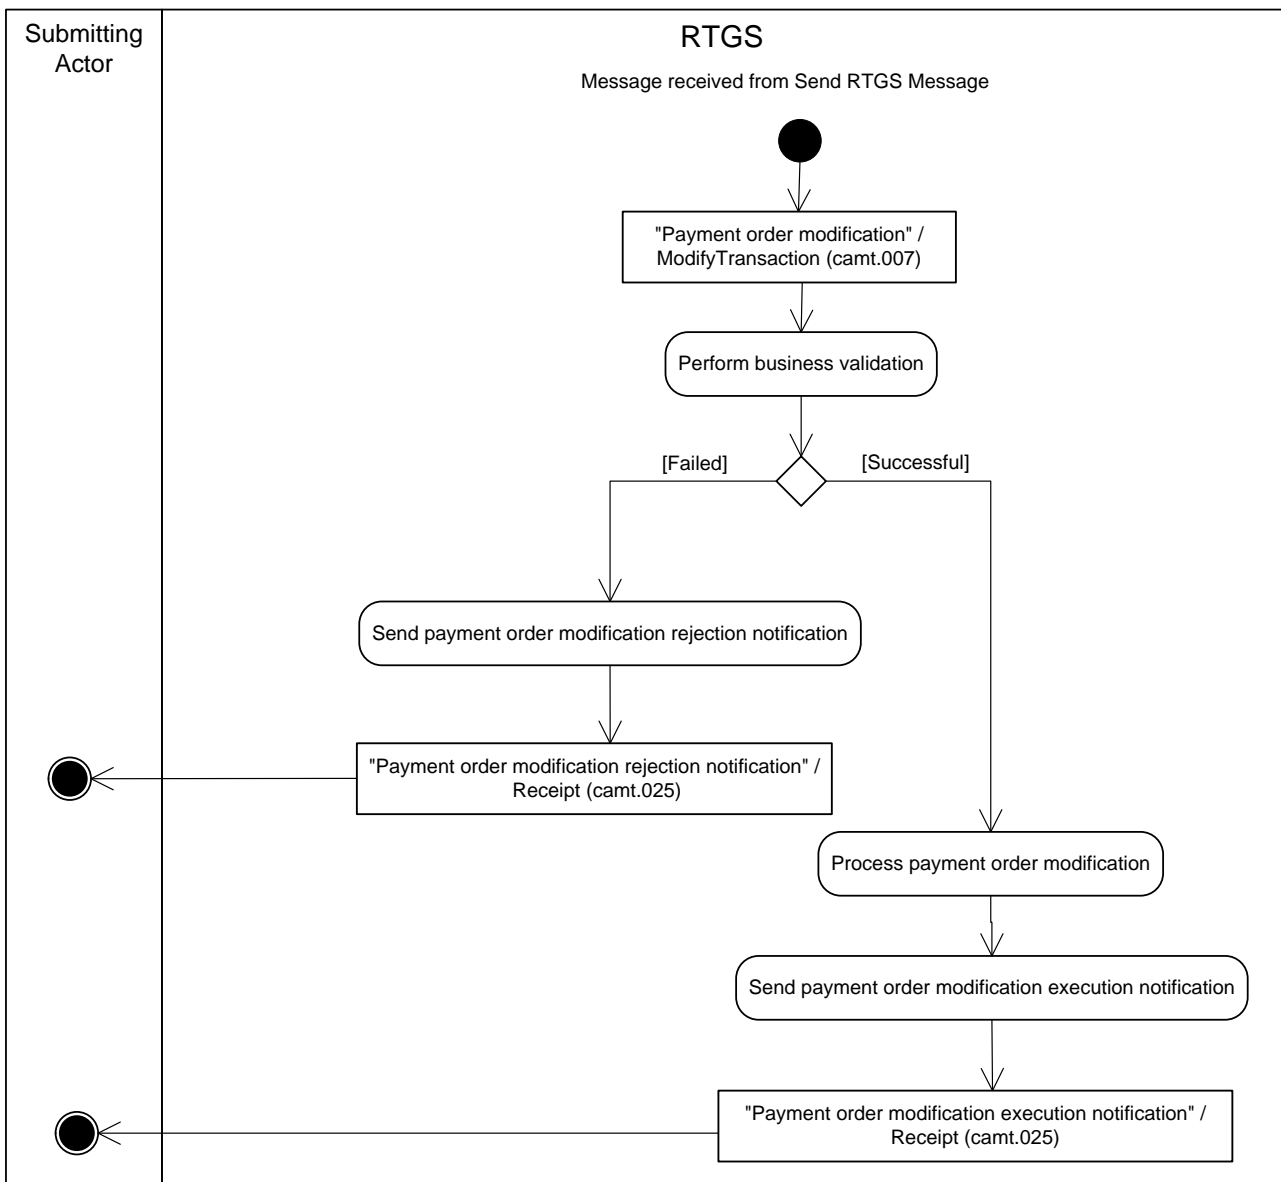 Submitting
Actor
RTGS
Message received from Send RTGS Message
"Payment order modification" /
ModifyTransaction (camt.007)
Perform business validation
[Failed]
[Successful]
Send payment order modification rejection notification
"Payment order modification rejection notification" /
Receipt (camt.025)
Process payment order modification
Send payment order modification execution notification
"Payment order modification execution notification" /
Receipt (camt.025)